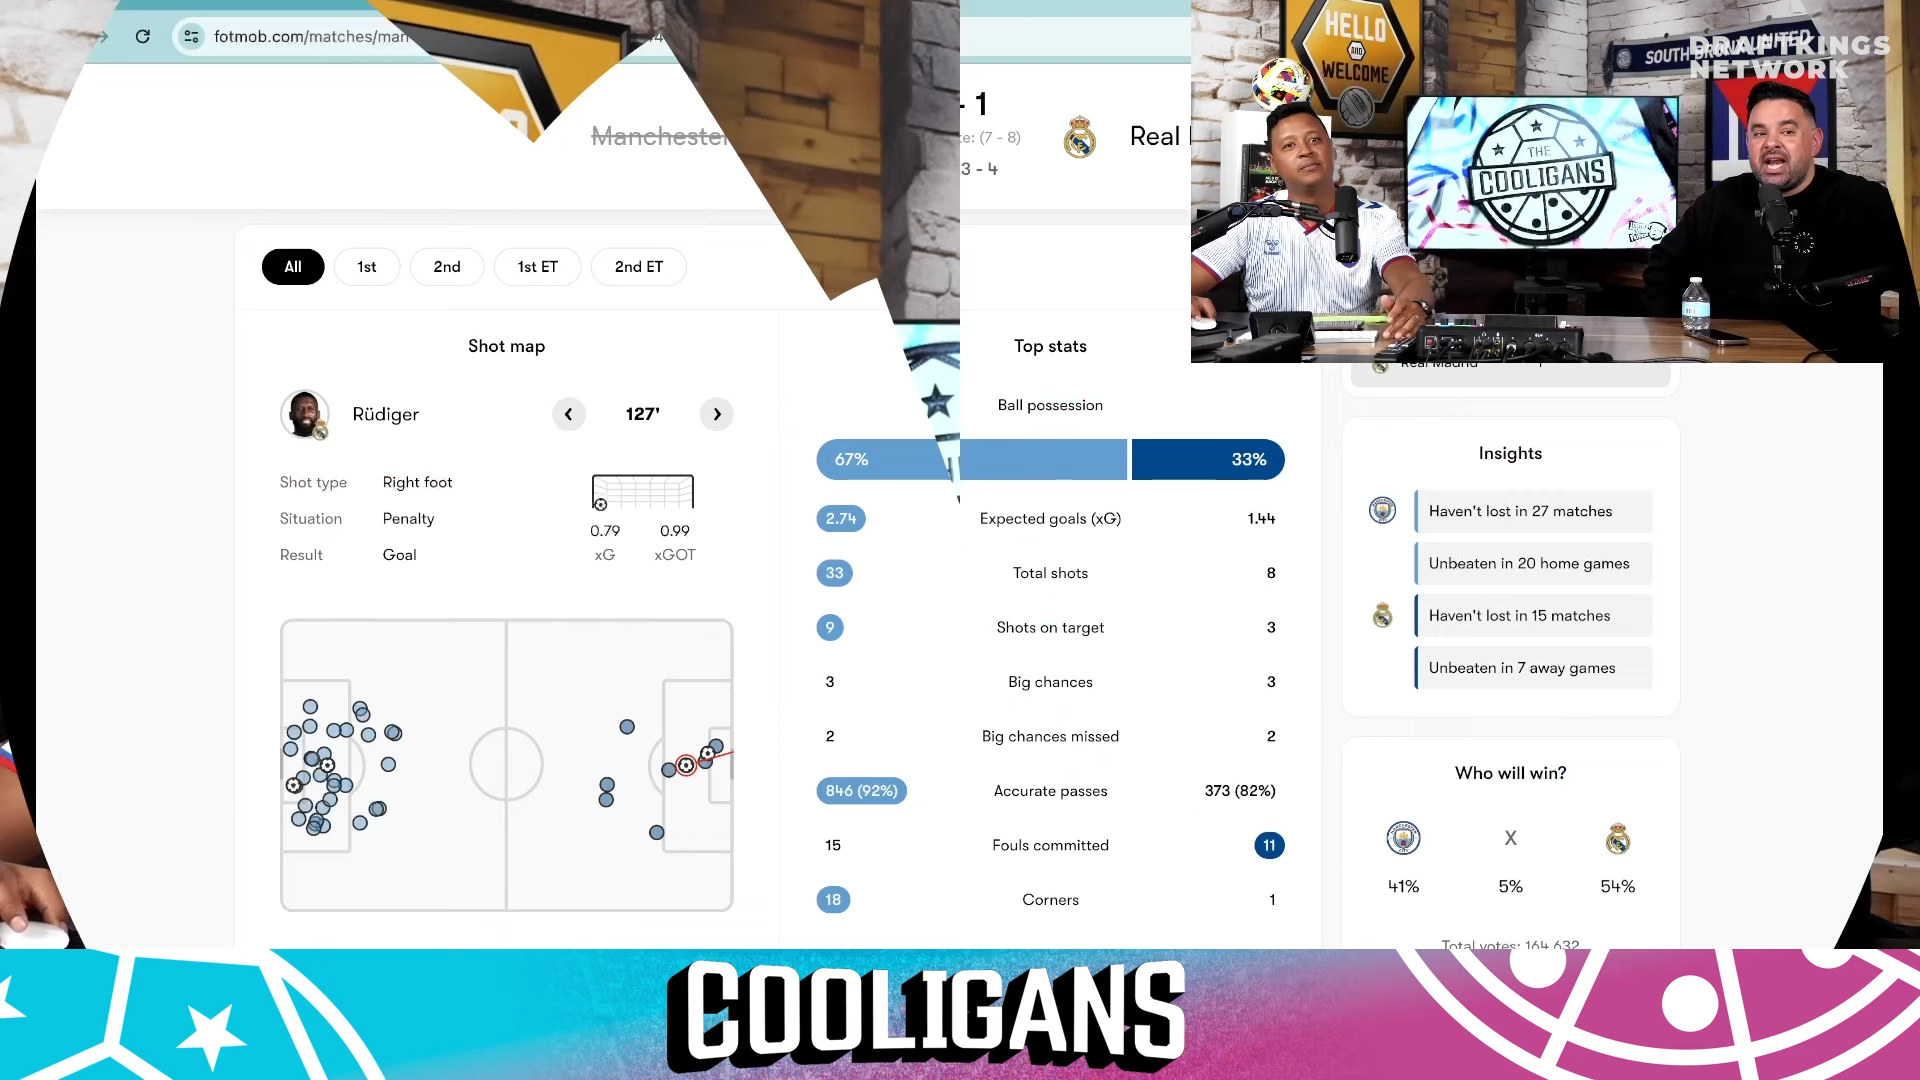 fotmob.com/matches/man
- 1
HELLO
AND
WELCOME
SOUTH BRONX UNITED
DRAFTKINGS
NETWORK
Manchester
(7 - 8)
3 - 4
Real
THE
COOLIGANS
All
1st
2nd
1st ET
2nd ET
Shot map
Rüdiger
127'
Shot type Right foot
Situation Penalty
Result Goal
0.79 0.99
xG xGOT
Top stats
Ball possession
67% 33%
2.74 Expected goals (xG) 1.44
33 Total shots 8
9 Shots on target 3
3 Big chances 3
2 Big chances missed 2
846 (92%) Accurate passes 373 (82%)
15 Fouls committed 11
18 Corners 1
Real Madrid
Insights
Haven't lost in 27 matches
Unbeaten in 20 home games
Haven't lost in 15 matches
Unbeaten in 7 away games
Who will win?
X
41% 5% 54%
Total votes: 164,632
COOLIGANS